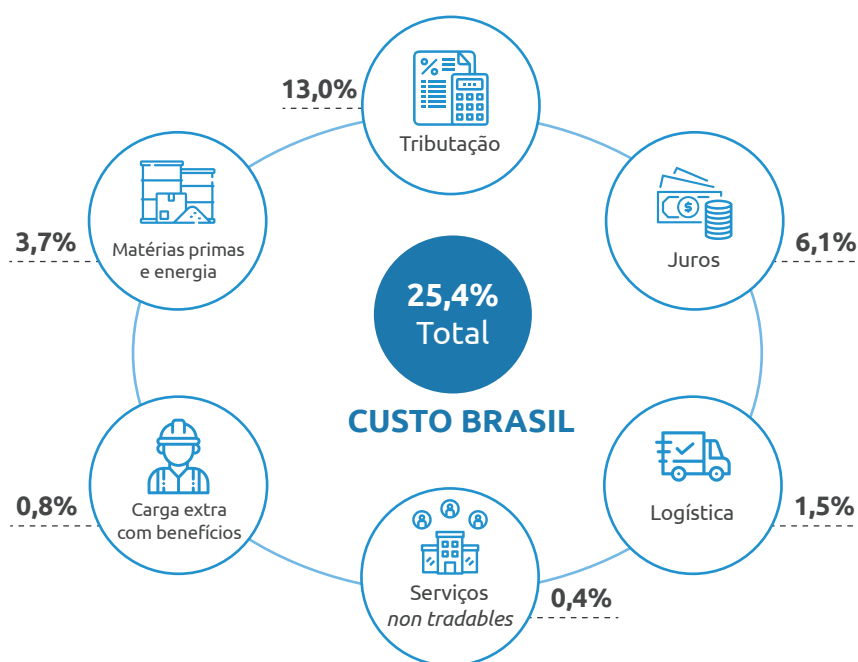 13,0%
%
Tributação
Matérias primas
e energia
3,7%
$
Juros
6,1%
25,4%
Total
CUSTO BRASIL
Carga extra
com benefícios
0,8%
Logística
1,5%
Serviços
non tradables
0,4%